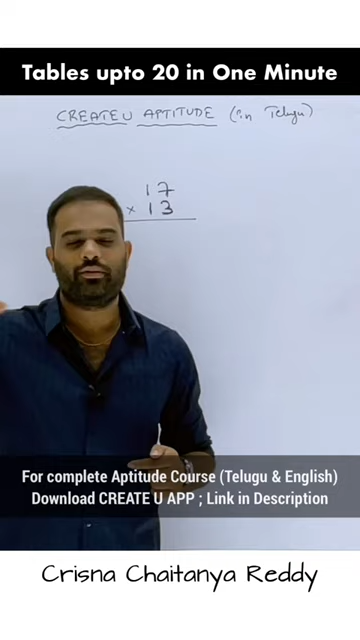 Tables upto 20 in One Minute
CREATEU APTITUDE (in Telugu)
17
× 13
For complete Aptitude Course (Telugu & English)
Download CREATE U APP ; Link in Description
Crisna Chaitanya Reddy